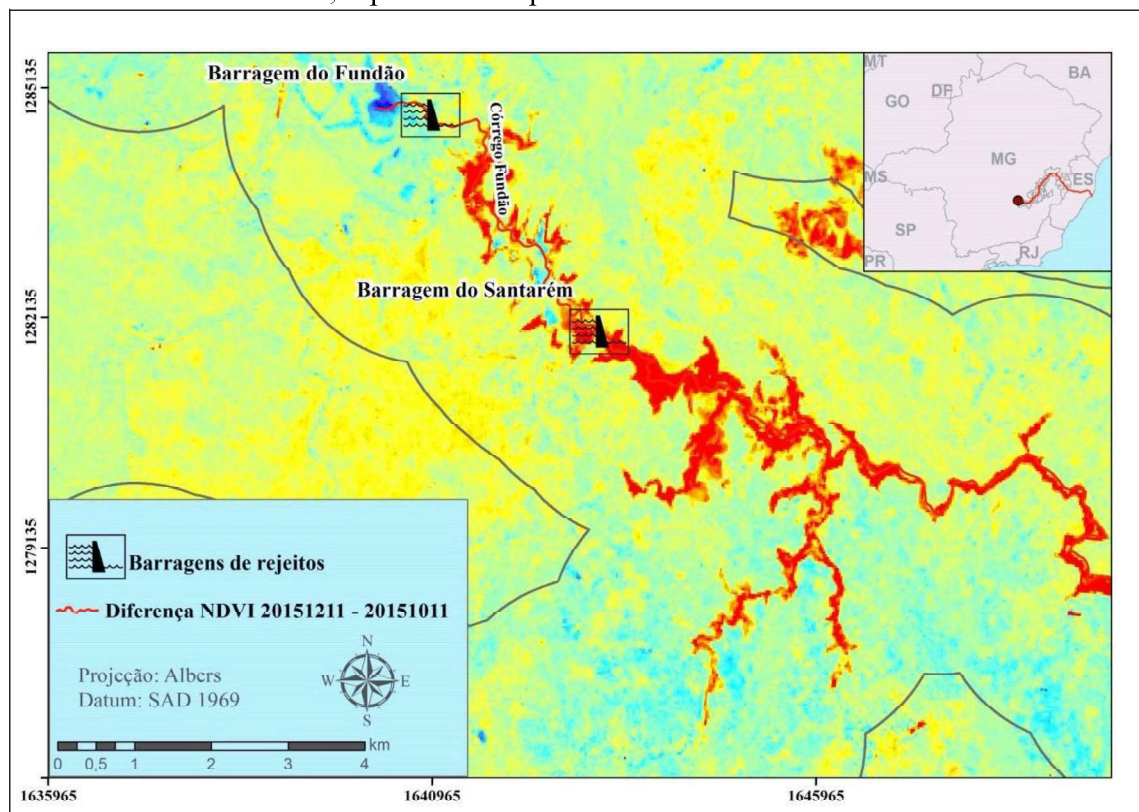 Barragem do Fundão
Córrego Fundão
Barragem do Santarém
MT
BA
GO
DF
MG
MS
ES
SP
RJ
PR
Barragens de rejeitos
Diferença NDVI 20151211 - 20151011
Projeção: Albers
Datum: SAD 1969
N
W
E
S
0
0,5
1
2
3
4
km
1285135
1282135
1279135
1635965
1640965
1645965